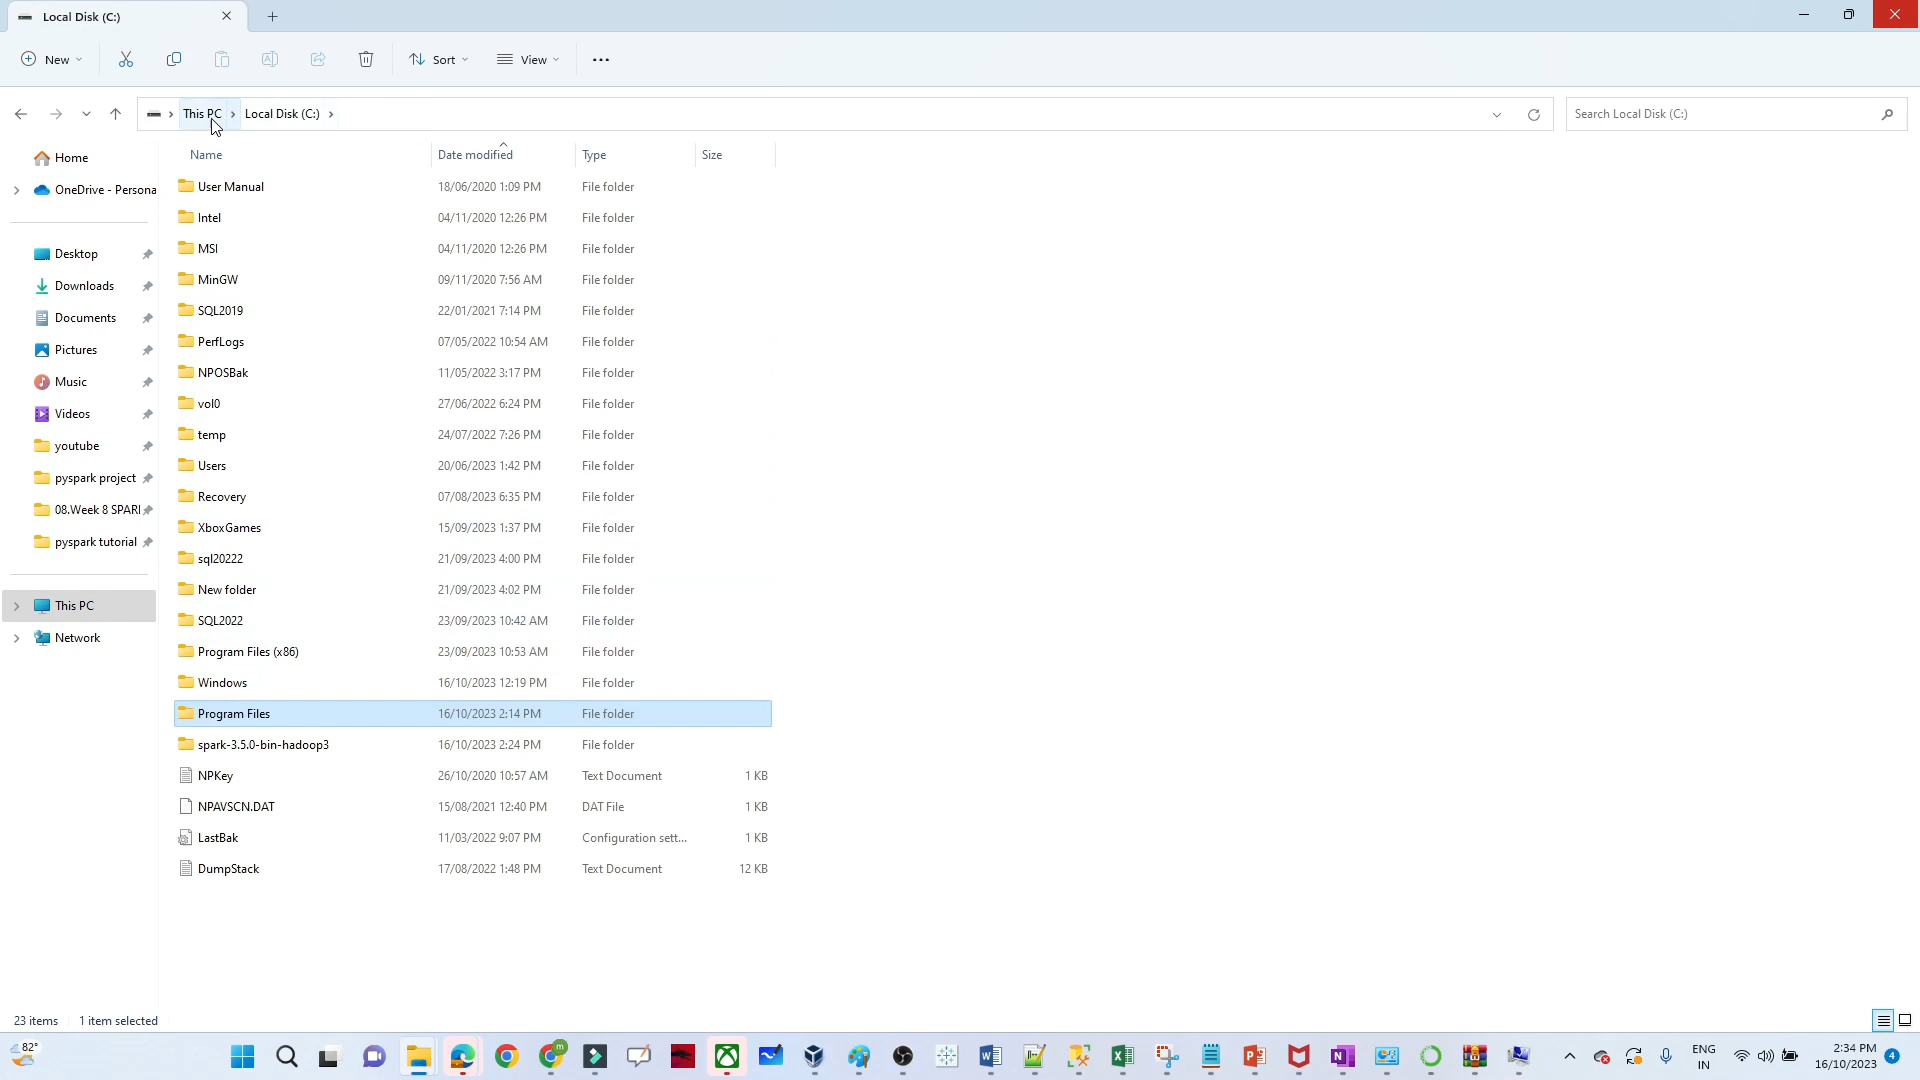 Local Disk (C:)
New
Sort
View
This PC
Local Disk (C:)
Search Local Disk (C:)
Name Date modified Type Size
Home
OneDrive - Persona
Desktop
Downloads
Documents
Pictures
Music
Videos
youtube
pyspark project
08.Week 8 SPARI
pyspark tutorial
This PC
Network
User Manual 18/06/2020 1:09 PM File folder
Intel 04/11/2020 12:26 PM File folder
MSI 04/11/2020 12:26 PM File folder
MinGW 09/11/2020 7:56 AM File folder
SQL2019 22/01/2021 7:14 PM File folder
PerfLogs 07/05/2022 10:54 AM File folder
NPOSBak 11/05/2022 3:17 PM File folder
vol0 27/06/2022 6:24 PM File folder
temp 24/07/2022 7:26 PM File folder
Users 20/06/2023 1:42 PM File folder
Recovery 07/08/2023 6:35 PM File folder
XboxGames 15/09/2023 1:37 PM File folder
sql20222 21/09/2023 4:00 PM File folder
New folder 21/09/2023 4:02 PM File folder
SQL2022 23/09/2023 10:42 AM File folder
Program Files (x86) 23/09/2023 10:53 AM File folder
Windows 16/10/2023 12:19 PM File folder
Program Files 16/10/2023 2:14 PM File folder
spark-3.5.0-bin-hadoop3 16/10/2023 2:24 PM File folder
NPKey 26/10/2020 10:57 AM Text Document 1 KB
NPAVSCN.DAT 15/08/2021 12:40 PM DAT File 1 KB
LastBak 11/03/2022 9:07 PM Configuration sett... 1 KB
DumpStack 17/08/2022 1:48 PM Text Document 12 KB
23 items 1 item selected
82°
ENG
IN
2:34 PM
16/10/2023
4